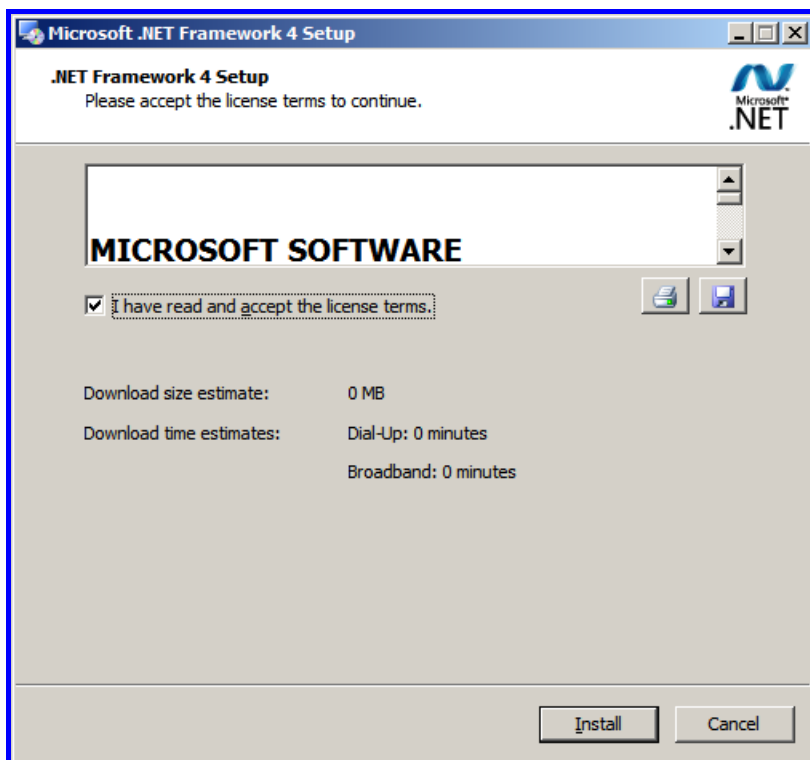 Microsoft .NET Framework 4 Setup
.NET Framework 4 Setup
Please accept the license terms to continue.
Microsoft®
.NET
MICROSOFT SOFTWARE
I have read and accept the license terms.
Download size estimate: 0 MB
Download time estimates: Dial-Up: 0 minutes
Broadband: 0 minutes
Install Cancel